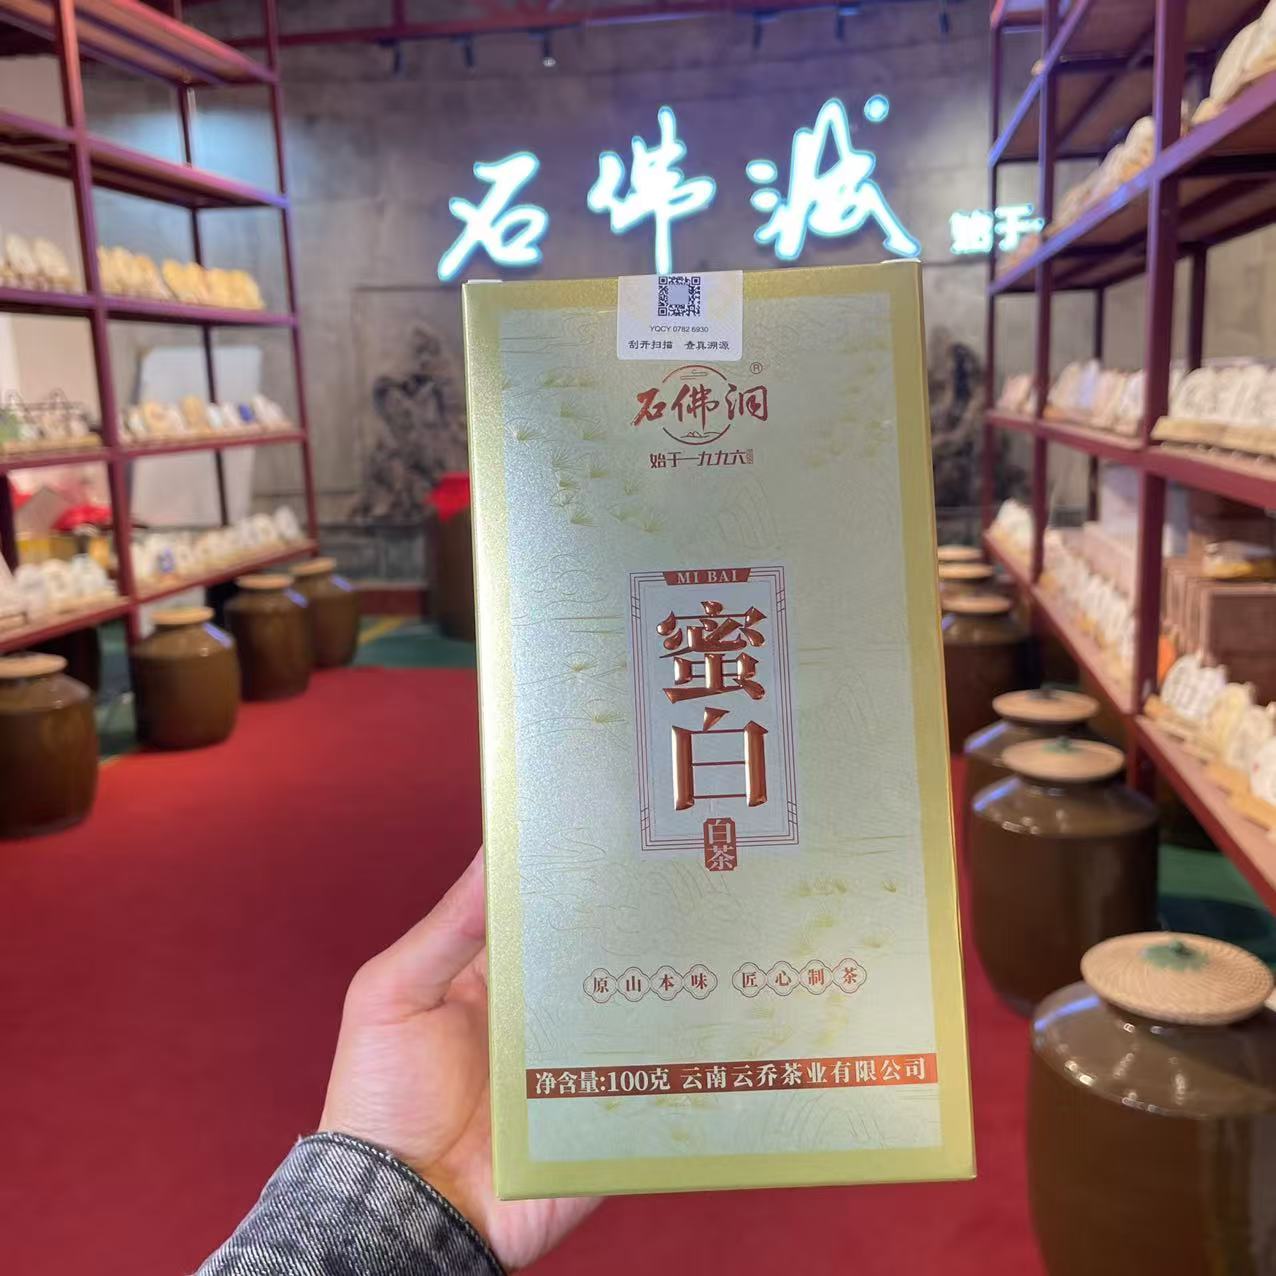 石佛洞
始于
YQCY 0782 6930
刮开扫描 查真溯源
石佛洞®
始于一九九六
MI BAI
蜜白
白茶
原山本味 匠心制茶
净含量:100克 云南云乔茶业有限公司